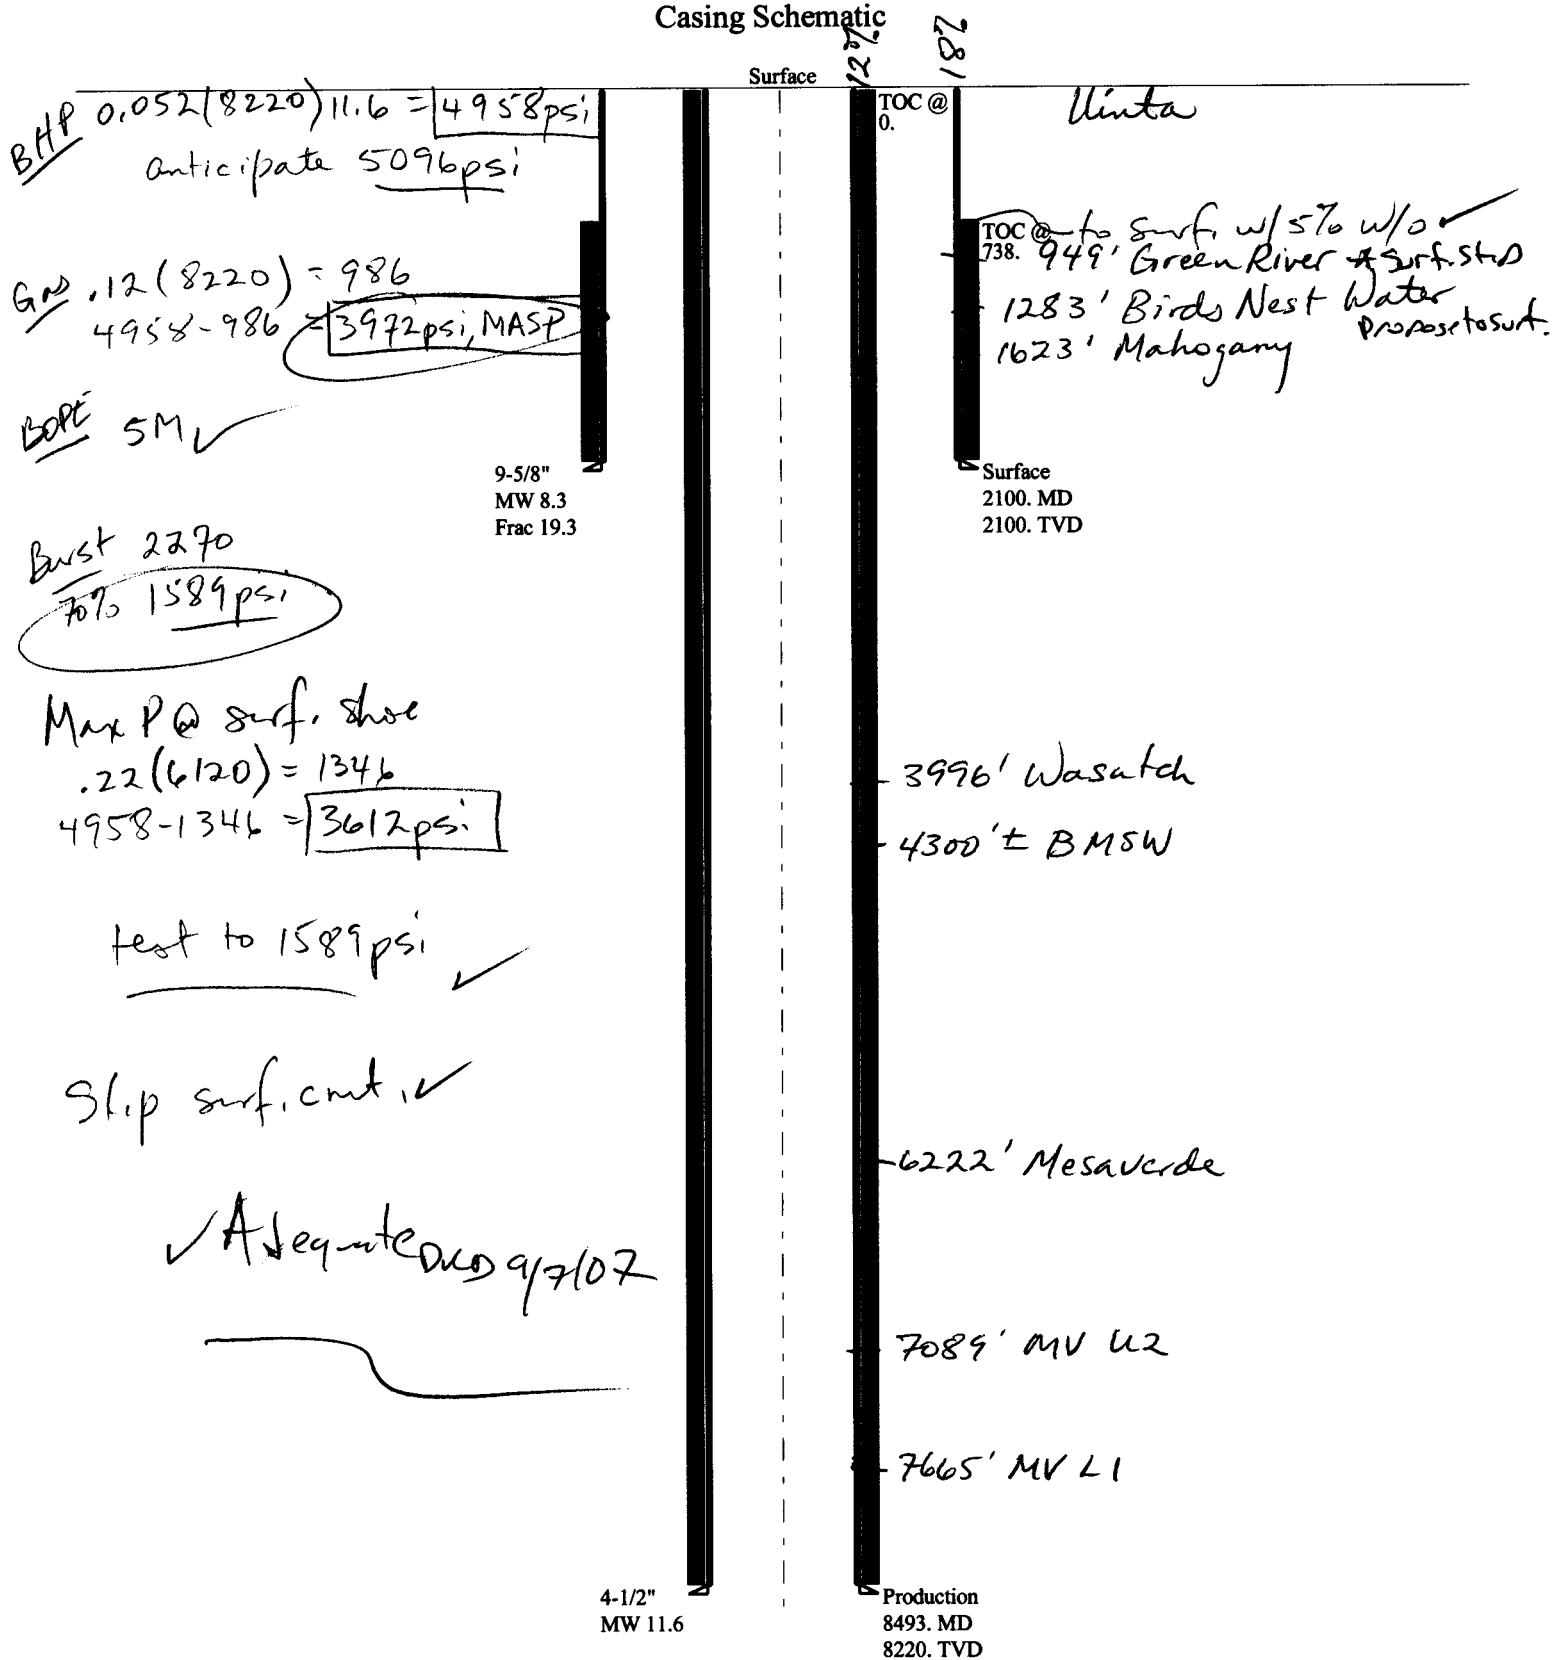 Casing Schematic
12%
18%
Surface
BHP 0.052(8220)11.6 = 4958psi
anticipate 5096psi
Gas .12(8220) = 986
4958-986 = 3972psi, MASP
BOPE 5M ✓
9-5/8"
MW 8.3
Frac 19.3
Burst 2270
70% 1589psi
Max P @ surf. shoe
.22(6120) = 1346
4958-1346 = 3612psi
test to 1589psi ✓
Slip surf. cmt. ✓
✓ Adequate DKD 9/7/07
4-1/2"
MW 11.6
TOC @
0.
Uinta
TOC @ to surf. w/ 5% w/o ✓
738. 949' Green River * surf. stts
1283' Birds Nest Water
Propose to surf.
1623' Mahogany
Surface
2100. MD
2100. TVD
3996' Wasatch
4300' ± BMSW
6222' Mesaverde
7089' MV U2
7665' MV L1
Production
8493. MD
8220. TVD